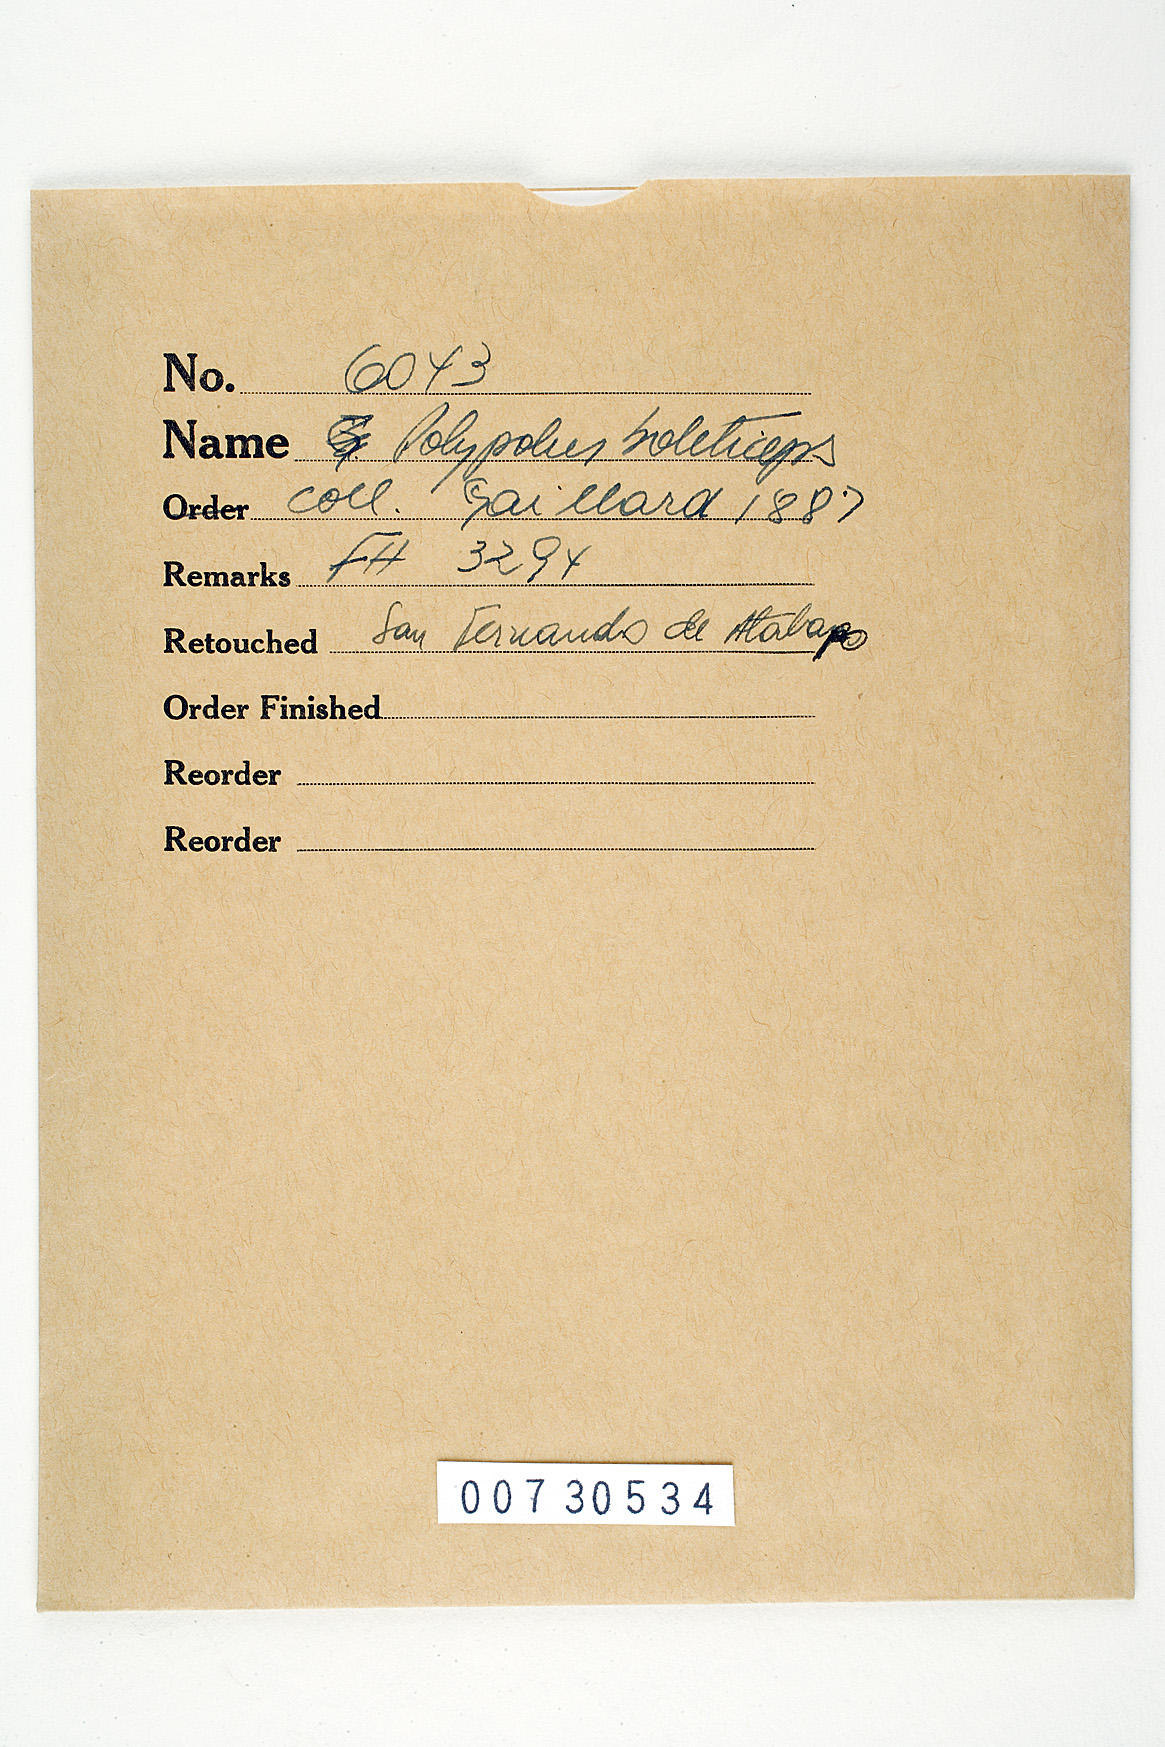 No. 6043
Name Polyporus boleticeps
Order coll. Gaillard 1887
Remarks FH 3294
Retouched San Fernando de Atabapo
Order Finished
Reorder
Reorder
00730534